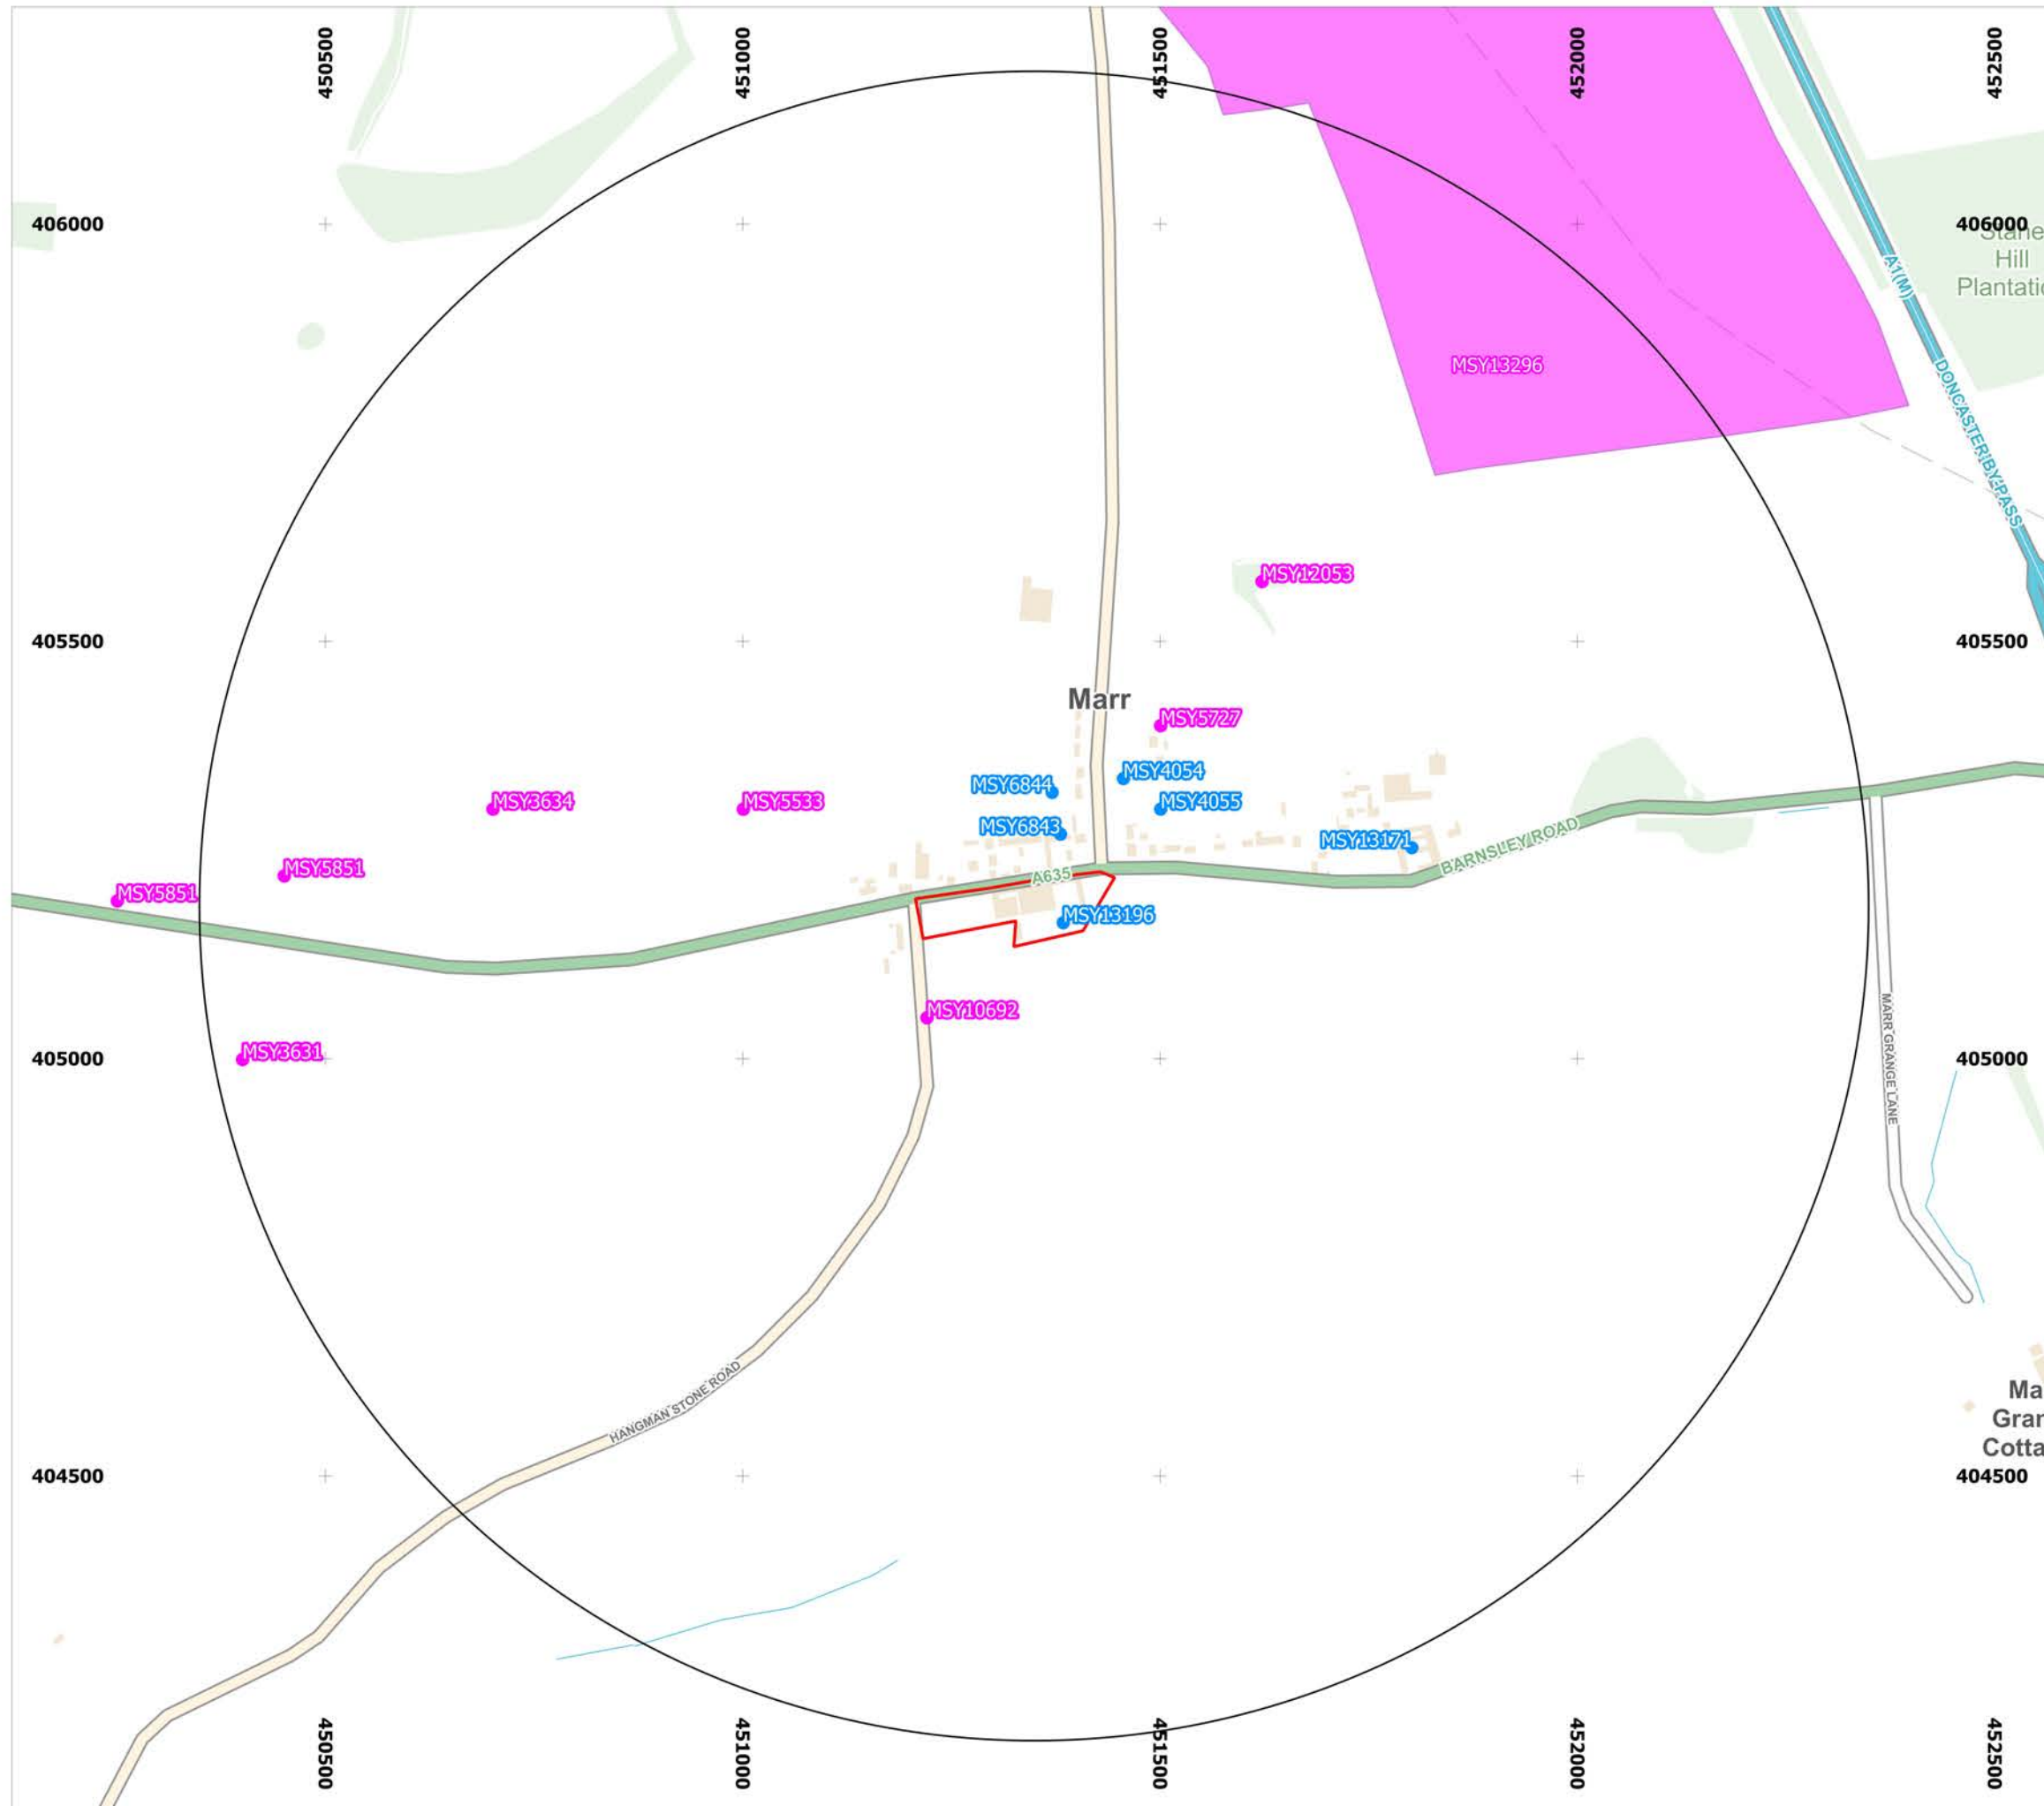 450500
451000
451500
452000
452500
406000
406000
Stane
Hill
Plantatio
A1(M)
DONCASTER BY-PASS
MSY13296
MSY12053
405500
405500
Marr
MSY5727
MSY4054
MSY6844
MSY3634
MSY5533
MSY4055
MSY6843
MSY13171
BARNSLEY ROAD
MSY5851
A635
MSY5851
MSY13196
MSY10692
MSY3631
405000
405000
MARR GRANGE LANE
HANGMAN STONE ROAD
Ma
Gran
Cotta
404500
404500
450500
451000
451500
452000
452500